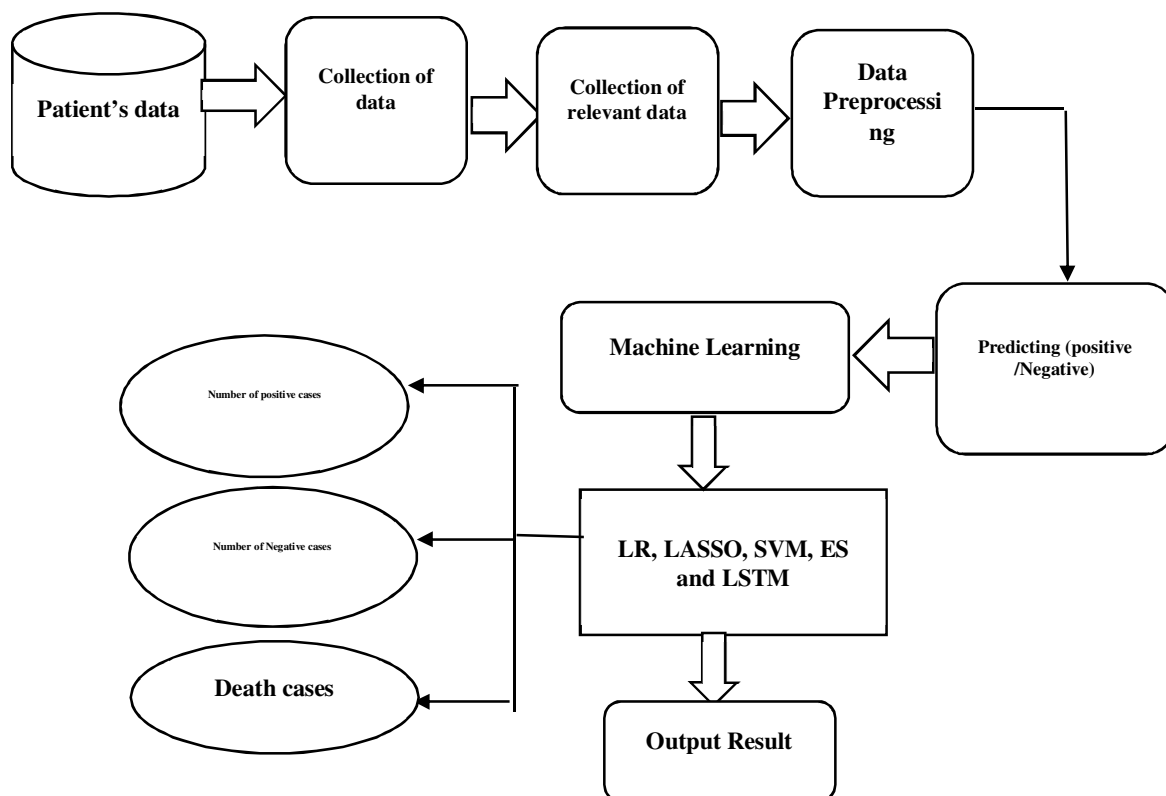 Patient's data
Collection of
data
Collection of
relevant data
Data
Preprocessi
ng
Predicting (positive
/Negative)
Machine Learning
LR, LASSO, SVM, ES
and LSTM
Number of positive cases
Number of Negative cases
Death cases
Output Result